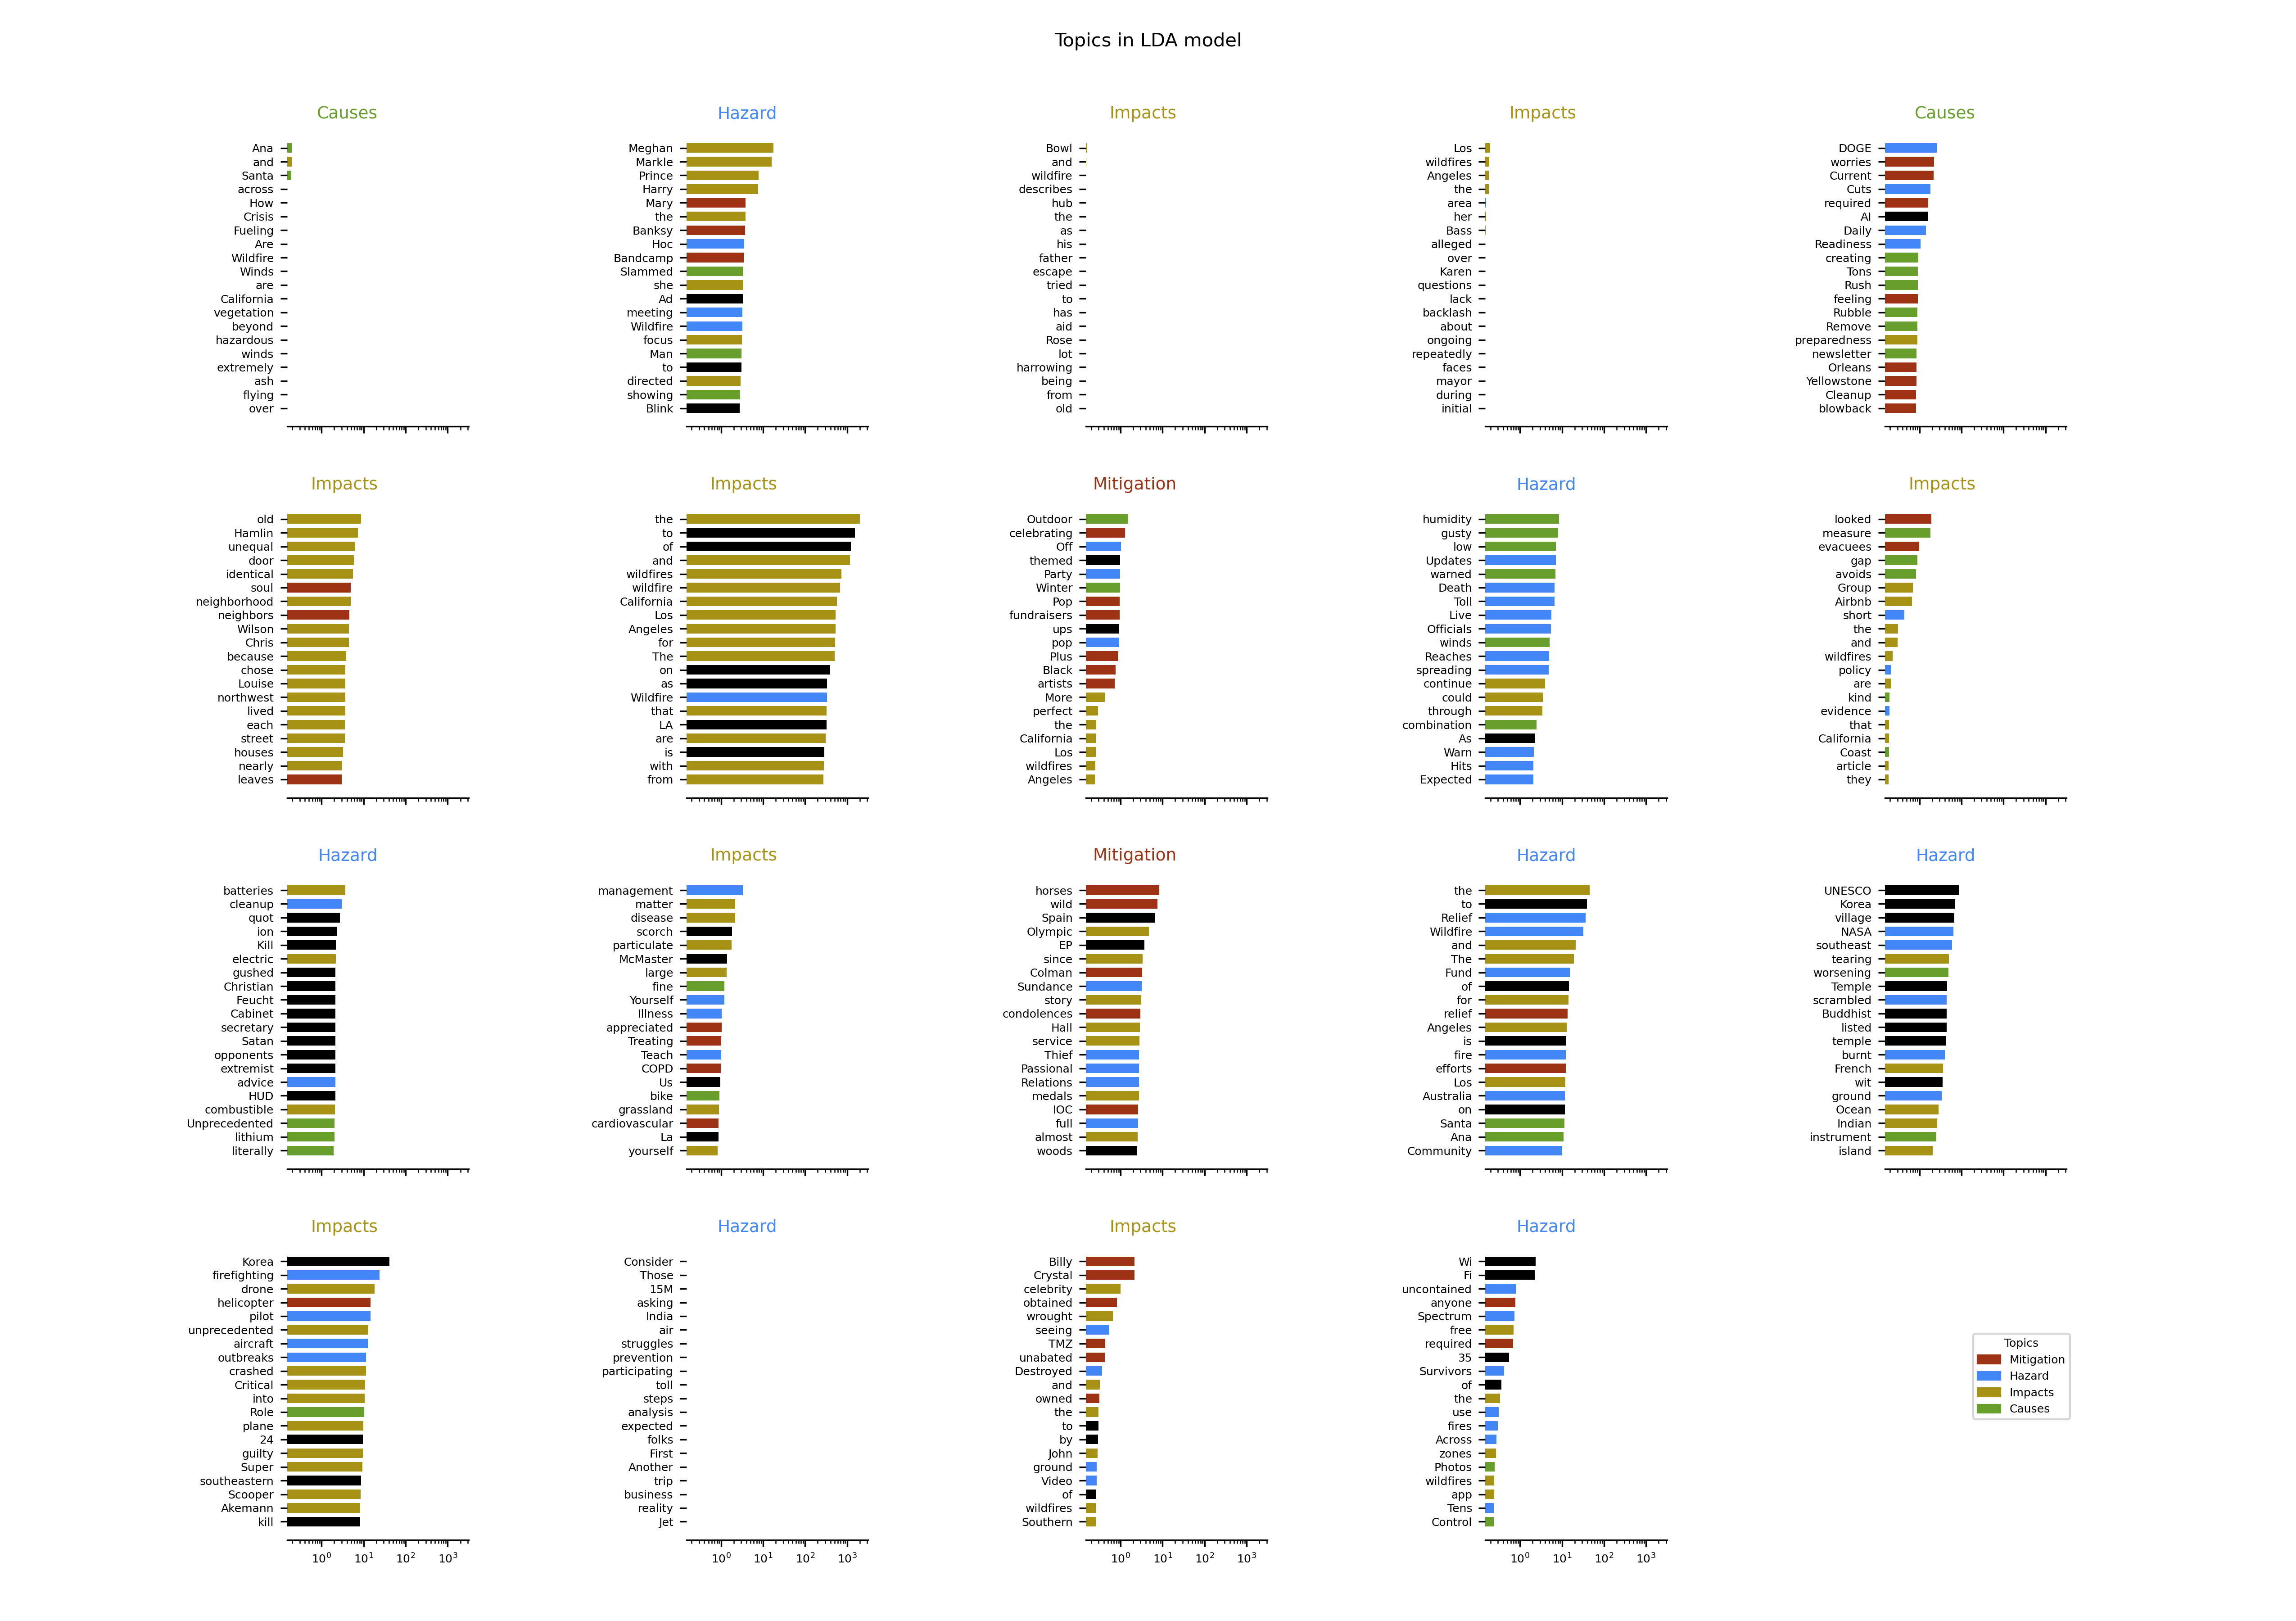 Topics in LDA model
Causes
Ana
and
Santa
across
How
Crisis
Fueling
Are
Wildfire
Winds
are
California
vegetation
beyond
hazardous
winds
extremely
ash
flying
over
Hazard
Meghan
Markle
Prince
Harry
Mary
the
Banksy
Hoc
Bandcamp
Slammed
she
Ad
meeting
Wildfire
focus
Man
to
directed
showing
Blink
Impacts
Bowl
and
wildfire
describes
hub
the
as
his
father
escape
tried
to
has
aid
Rose
lot
harrowing
being
from
old
Impacts
Los
wildfires
Angeles
the
area
her
Bass
alleged
over
Karen
questions
lack
backlash
about
ongoing
repeatedly
faces
mayor
during
initial
Causes
DOGE
worries
Current
Cuts
required
AI
Daily
Readiness
creating
Tons
Rush
feeling
Rubble
Remove
preparedness
newsletter
Orleans
Yellowstone
Cleanup
blowback
Impacts
old
Hamlin
unequal
door
identical
soul
neighborhood
neighbors
Wilson
Chris
because
chose
Louise
northwest
lived
each
street
houses
nearly
leaves
Impacts
the
to
of
and
wildfires
wildfire
California
Los
Angeles
for
The
on
as
Wildfire
that
LA
are
is
with
from
Mitigation
Outdoor
celebrating
Off
themed
Party
Winter
Pop
fundraisers
ups
pop
Plus
Black
artists
More
perfect
the
California
Los
wildfires
Angeles
Hazard
humidity
gusty
low
Updates
warned
Death
Toll
Live
Officials
winds
Reaches
spreading
continue
could
through
combination
As
Warn
Hits
Expected
Impacts
looked
measure
evacuees
gap
avoids
Group
Airbnb
short
the
and
wildfires
policy
are
kind
evidence
that
California
Coast
article
they
Hazard
batteries
cleanup
quot
ion
Kill
electric
gushed
Christian
Feucht
Cabinet
secretary
Satan
opponents
extremist
advice
HUD
combustible
Unprecedented
lithium
literally
Impacts
management
matter
disease
scorch
particulate
McMaster
large
fine
Yourself
Illness
appreciated
Treating
Teach
COPD
Us
bike
grassland
cardiovascular
La
yourself
Mitigation
horses
wild
Spain
Olympic
EP
since
Colman
Sundance
story
condolences
Hall
service
Thief
Passional
Relations
medals
IOC
full
almost
woods
Hazard
the
to
Relief
Wildfire
and
The
Fund
of
for
relief
Angeles
is
fire
efforts
Los
Australia
on
Santa
Ana
Community
Hazard
UNESCO
Korea
village
NASA
southeast
tearing
worsening
Temple
scrambled
Buddhist
listed
temple
burnt
French
wit
ground
Ocean
Indian
instrument
island
Impacts
Korea
firefighting
drone
helicopter
pilot
unprecedented
aircraft
outbreaks
crashed
Critical
into
Role
plane
24
guilty
Super
southeastern
Scooper
Akemann
kill
10⁰ 10¹ 10² 10³
Hazard
Consider
Those
15M
asking
India
air
struggles
prevention
participating
toll
steps
analysis
expected
folks
First
Another
trip
business
reality
Jet
10⁰ 10¹ 10² 10³
Impacts
Billy
Crystal
celebrity
obtained
wrought
seeing
TMZ
unabated
Destroyed
and
owned
the
to
by
John
ground
Video
of
wildfires
Southern
10⁰ 10¹ 10² 10³
Hazard
Wi
Fi
uncontained
anyone
Spectrum
free
required
35
Survivors
of
the
use
fires
Across
zones
Photos
wildfires
app
Tens
Control
10⁰ 10¹ 10² 10³
Topics
Mitigation
Hazard
Impacts
Causes